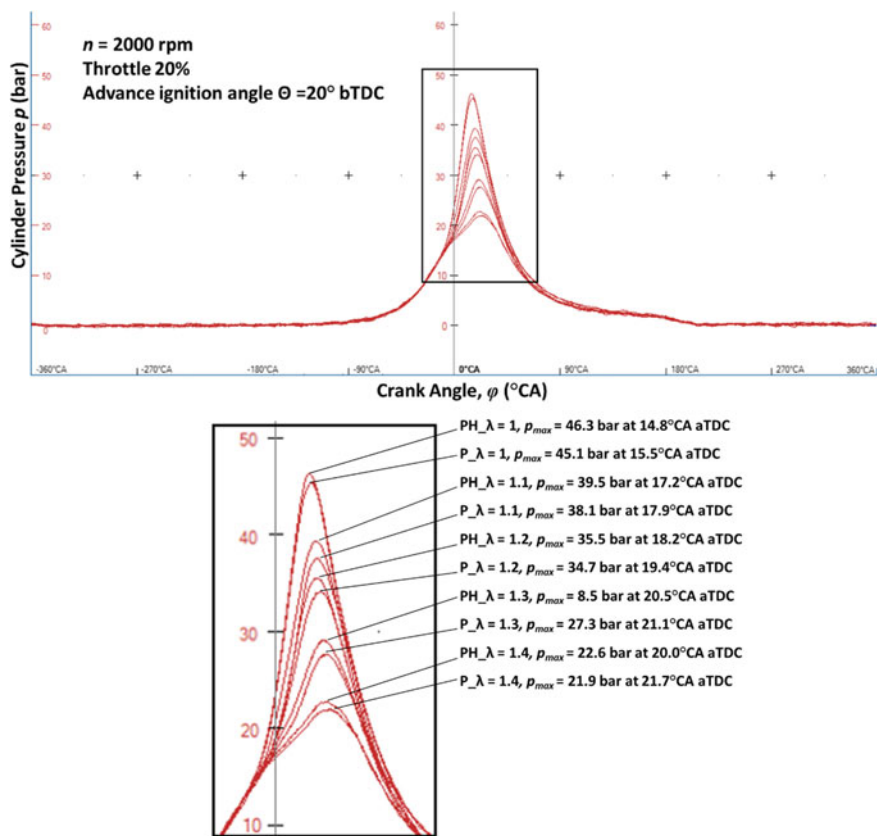 60
50
40
30
20
10
0
Cylinder Pressure p (bar)
n = 2000 rpm
Throttle 20%
Advance ignition angle Θ =20° bTDC
60
50
40
30
20
10
0
-360°CA -270°CA -180°CA -90°CA 0°CA 90°CA 180°CA 270°CA 360°CA
Crank Angle, φ (°CA)
50
40
30
20
10
PH_λ = 1, pmax = 46.3 bar at 14.8°CA aTDC
P_λ = 1, pmax = 45.1 bar at 15.5°CA aTDC
PH_λ = 1.1, pmax = 39.5 bar at 17.2°CA aTDC
P_λ = 1.1, pmax = 38.1 bar at 17.9°CA aTDC
PH_λ = 1.2, pmax = 35.5 bar at 18.2°CA aTDC
P_λ = 1.2, pmax = 34.7 bar at 19.4°CA aTDC
PH_λ = 1.3, pmax = 8.5 bar at 20.5°CA aTDC
P_λ = 1.3, pmax = 27.3 bar at 21.1°CA aTDC
PH_λ = 1.4, pmax = 22.6 bar at 20.0°CA aTDC
P_λ = 1.4, pmax = 21.9 bar at 21.7°CA aTDC